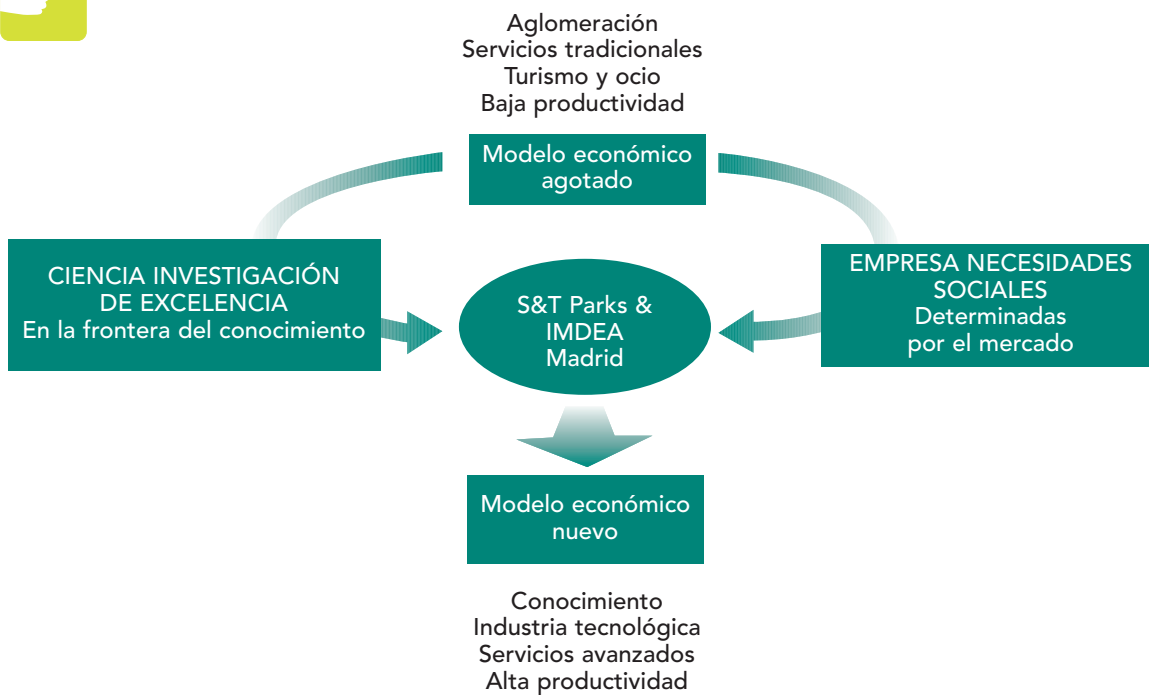 Aglomeración
Servicios tradicionales
Turismo y ocio
Baja productividad
Modelo económico
agotado
CIENCIA INVESTIGACIÓN
DE EXCELENCIA
En la frontera del conocimiento
S&T Parks &
IMDEA
Madrid
EMPRESA NECESIDADES
SOCIALES
Determinadas
por el mercado
Modelo económico
nuevo
Conocimiento
Industria tecnológica
Servicios avanzados
Alta productividad